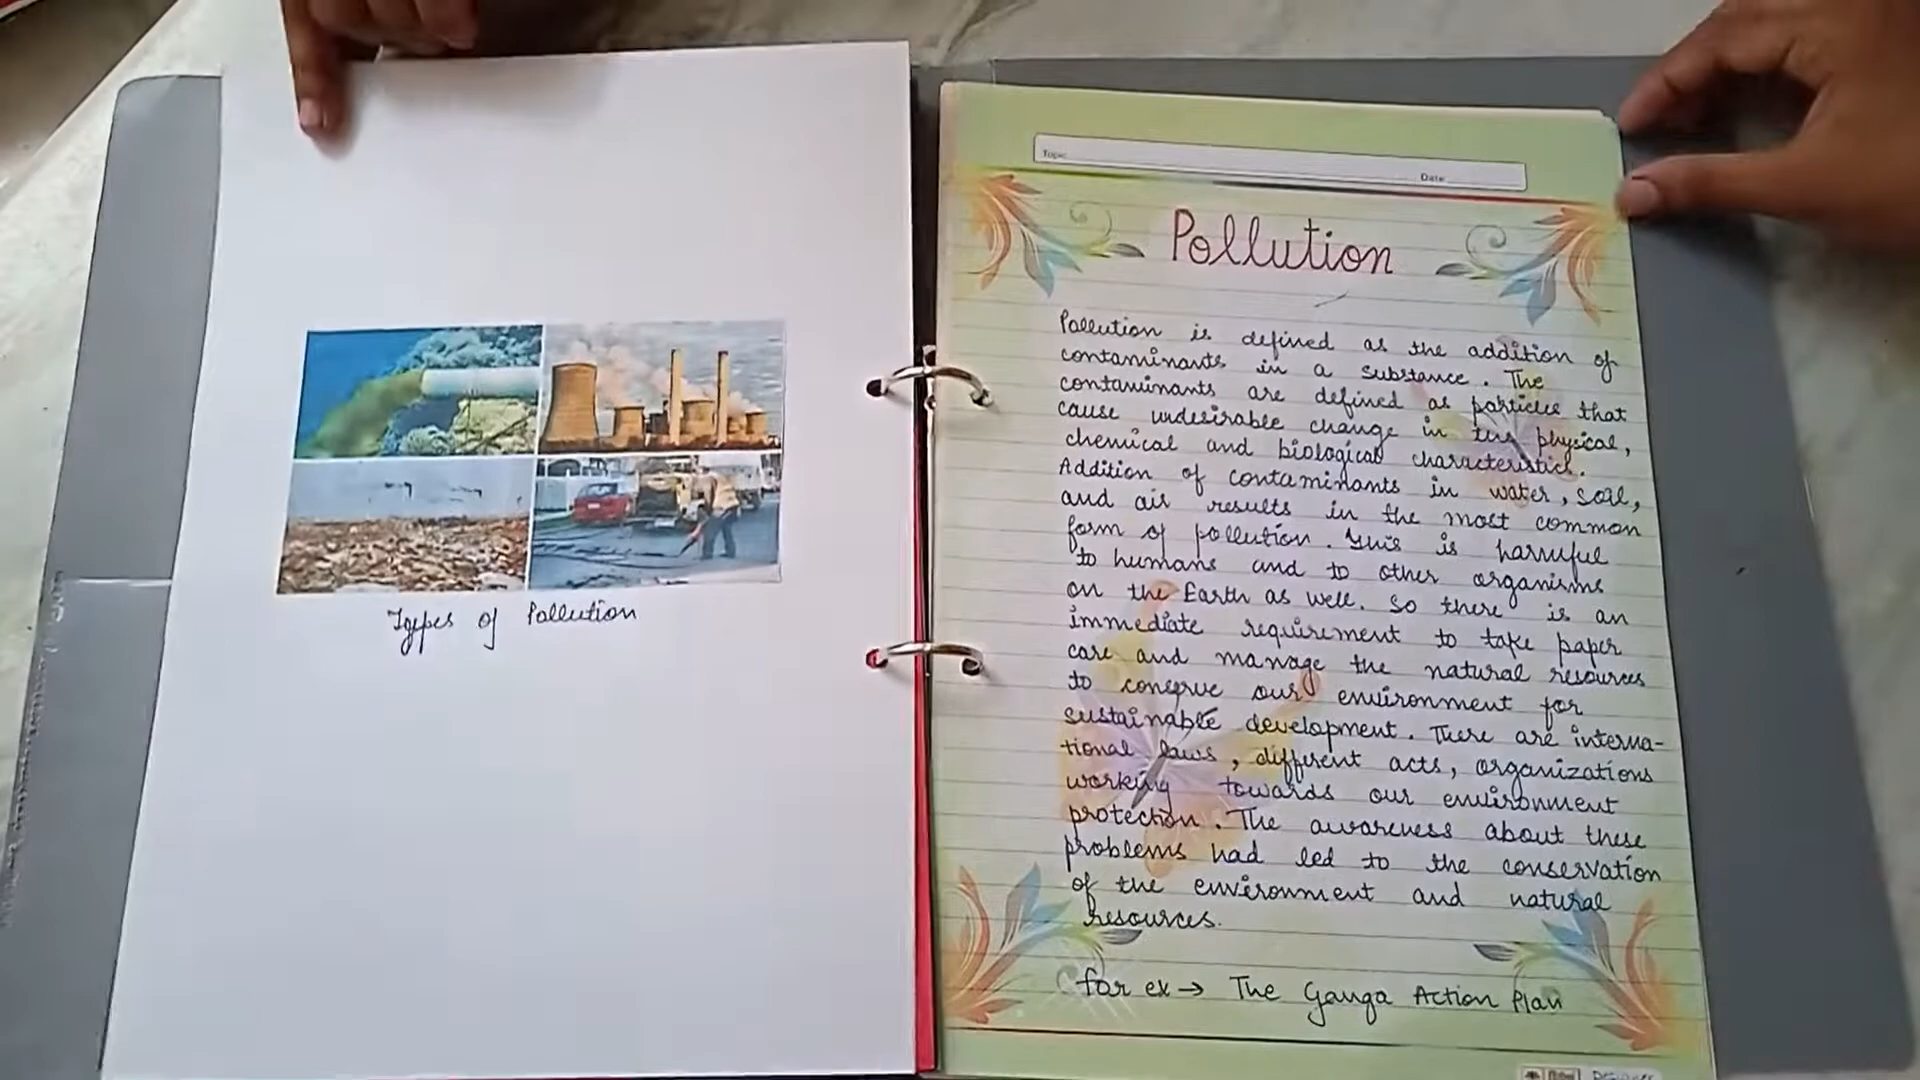 Types of Pollution
Topic
Date
Pollution
Pollution is defined as the addition of
contaminants in a substance. The
contaminants are defined as particles that
cause undesirable change in the physical,
chemical and biological characteristics.
Addition of contaminants in water, soil,
and air results in the most common
form of pollution. This is harmful
to humans and to other organisms
on the Earth as well. So there is an
immediate requirement to take paper
care and manage the natural resources
to conserve our environment for
sustainable development. There are interna-
tional laws, different acts, organizations
working towards our environment
protection. The awareness about these
problems had led to the conservation
of the environment and natural
resources.
for ex → The Ganga Action Plan